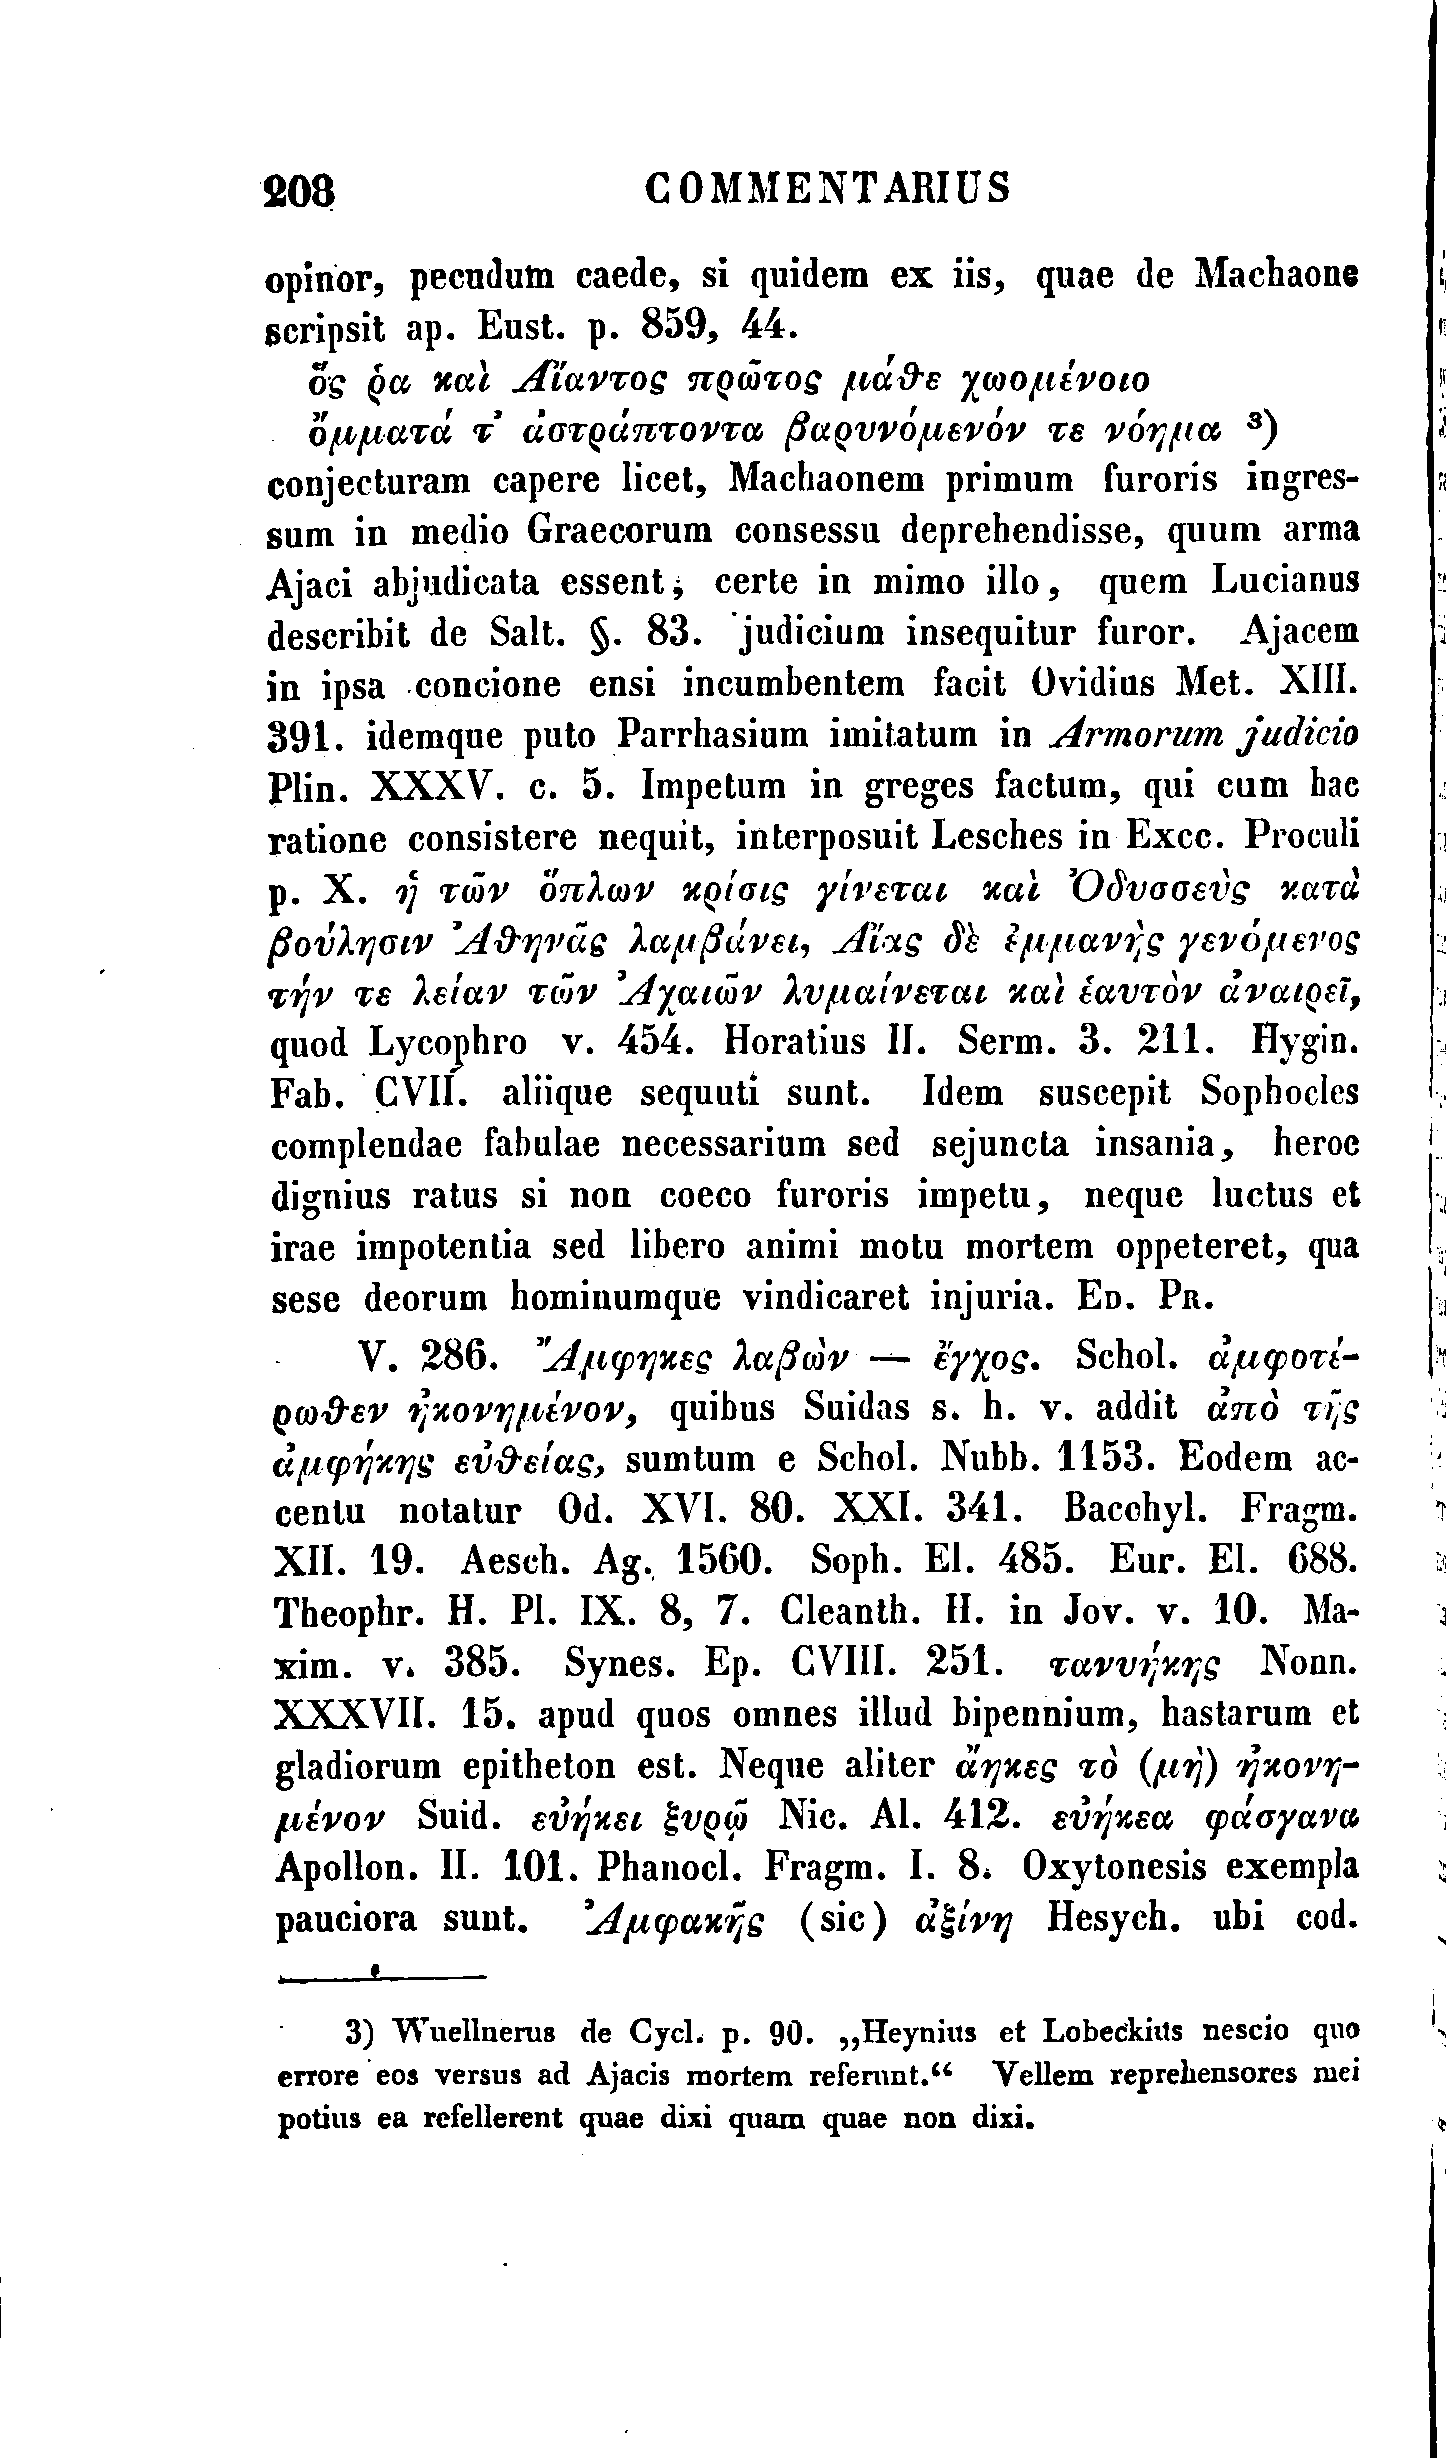 208 COMMENTARIUS
opinor, pecudum caede, si quidem ex iis, quae de Machaone
scripsit ap. Eust. p. 859, 44.
ὅς ῥα καὶ Αἴαντος πρῶτος μάθε χωομένοιο
ὄμματά τ' ἀστράπτοντα βαρυνόμενόν τε νόημα ³)
conjecturam capere licet, Machaonem primum furoris ingres-
sum in medio Graecorum consessu deprehendisse, quum arma
Ajaci abjudicata essent; certe in mimo illo, quem Lucianus
describit de Salt. §. 83. judicium insequitur furor. Ajacem
in ipsa concione ensi incumbentem facit Ovidius Met. XIII.
391. idemque puto Parrhasium imitatum in Armorum judicio
Plin. XXXV. c. 5. Impetum in greges factum, qui cum hac
ratione consistere nequit, interposuit Lesches in Excc. Proculi
p. X. ἡ τῶν ὅπλων κρίσις γίνεται καὶ Ὀδυσσεὺς κατὰ
βούλησιν Ἀθηνᾶς λαμβάνει, Αἴας δὲ ἐμμανὴς γενόμενος
τήν τε λείαν τῶν Ἀχαιῶν λυμαίνεται καὶ ἑαυτὸν ἀναιρεῖ,
quod Lycophro v. 454. Horatius II. Serm. 3. 211. Hygin.
Fab. CVII. aliique sequuti sunt. Idem suscepit Sophocles
complendae fabulae necessarium sed sejuncta insania, heroe
dignius ratus si non coeco furoris impetu, neque luctus et
irae impotentia sed libero animi motu mortem oppeteret, qua
sese deorum hominumque vindicaret injuria. ED. PR.
V. 286. Ἄμφηκες λαβὼν — ἔγχος. Schol. ἀμφοτέ-
ρωθεν ἠκονημένον, quibus Suidas s. h. v. addit ἀπὸ τῆς
ἀμφήκης εὐθείας, sumtum e Schol. Nubb. 1153. Eodem ac-
centu notatur Od. XVI. 80. XXI. 341. Bacchyl. Fragm.
XII. 19. Aesch. Ag. 1560. Soph. El. 485. Eur. El. 688.
Theophr. H. Pl. IX. 8, 7. Cleanth. H. in Jov. v. 10. Ma-
xim. v. 385. Synes. Ep. CVIII. 251. τανυήκης Nonn.
XXXVII. 15. apud quos omnes illud bipennium, hastarum et
gladiorum epitheton est. Neque aliter ἄηκες τὸ (μὴ) ἠκονη-
μένον Suid. εὐήκει ξυρῷ Nic. Al. 412. εὐήκεα φάσγανα
Apollon. II. 101. Phanocl. Fragm. I. 8. Oxytonesis exempla
pauciora sunt. Ἀμφακῆς (sic) ἀξίνη Hesych. ubi cod.
3) Wuellnerus de Cycl. p. 90. „Heynius et Lobeckius nescio quo
errore eos versus ad Ajacis mortem referunt.“ Vellem reprehensores mei
potius ea refellerent quae dixi quam quae non dixi.